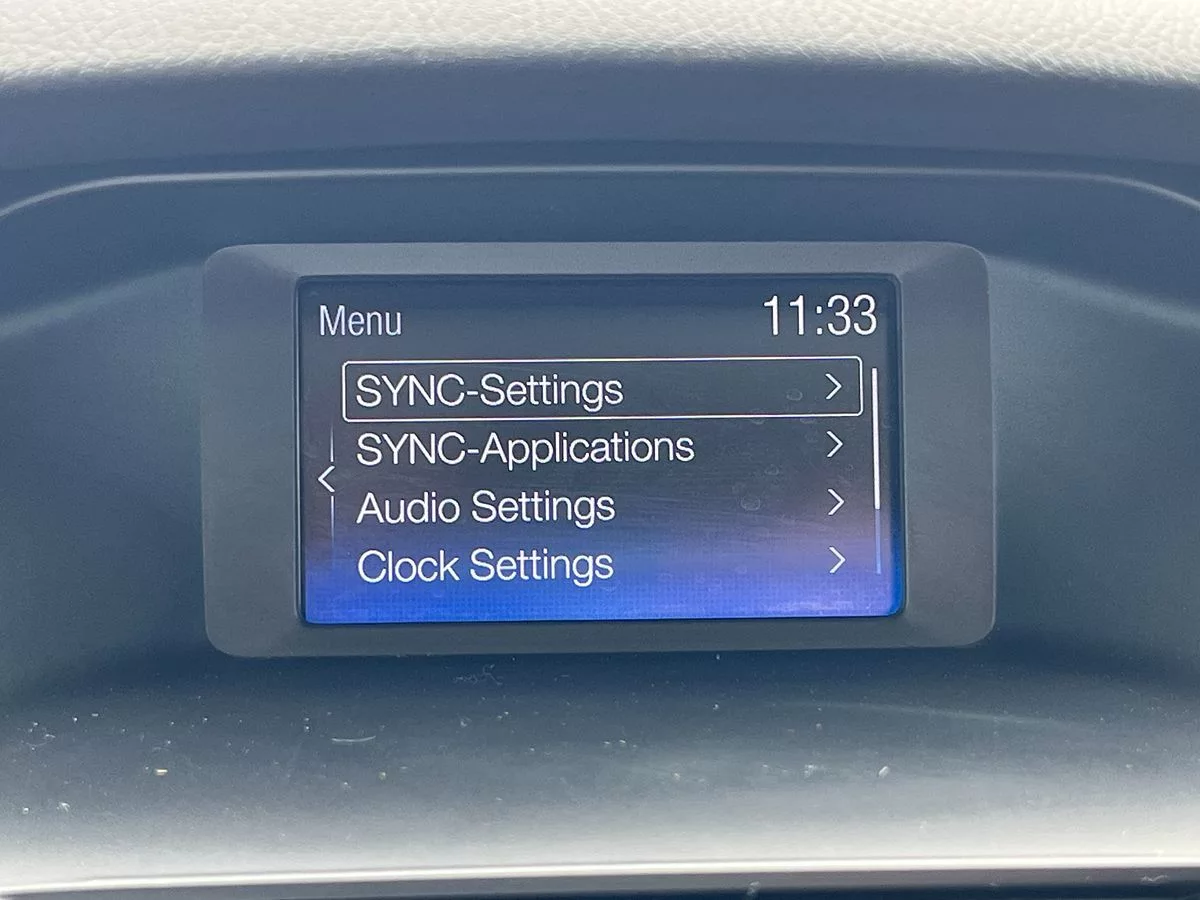 Menu 11:33
SYNC-Settings
SYNC-Applications
Audio Settings
Clock Settings